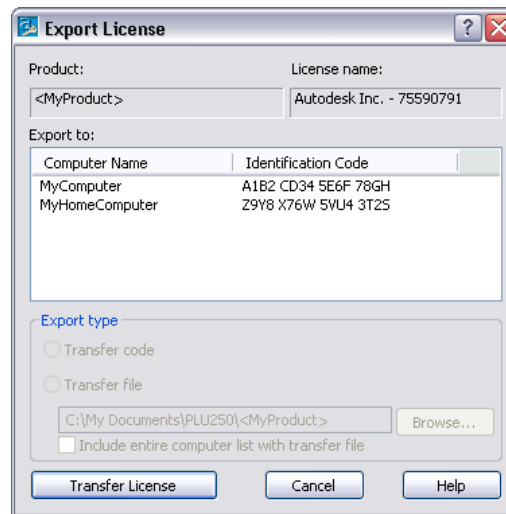 Export License
Product: License name:
<MyProduct> Autodesk Inc. - 75590791
Export to:
Computer Name Identification Code
MyComputer A1B2 CD34 5E6F 78GH
MyHomeComputer Z9Y8 X76W 5VU4 3T2S
Export type
Transfer code
Transfer file
C:\My Documents\PLU250\<MyProduct> Browse...
Include entire computer list with transfer file
Transfer License Cancel Help